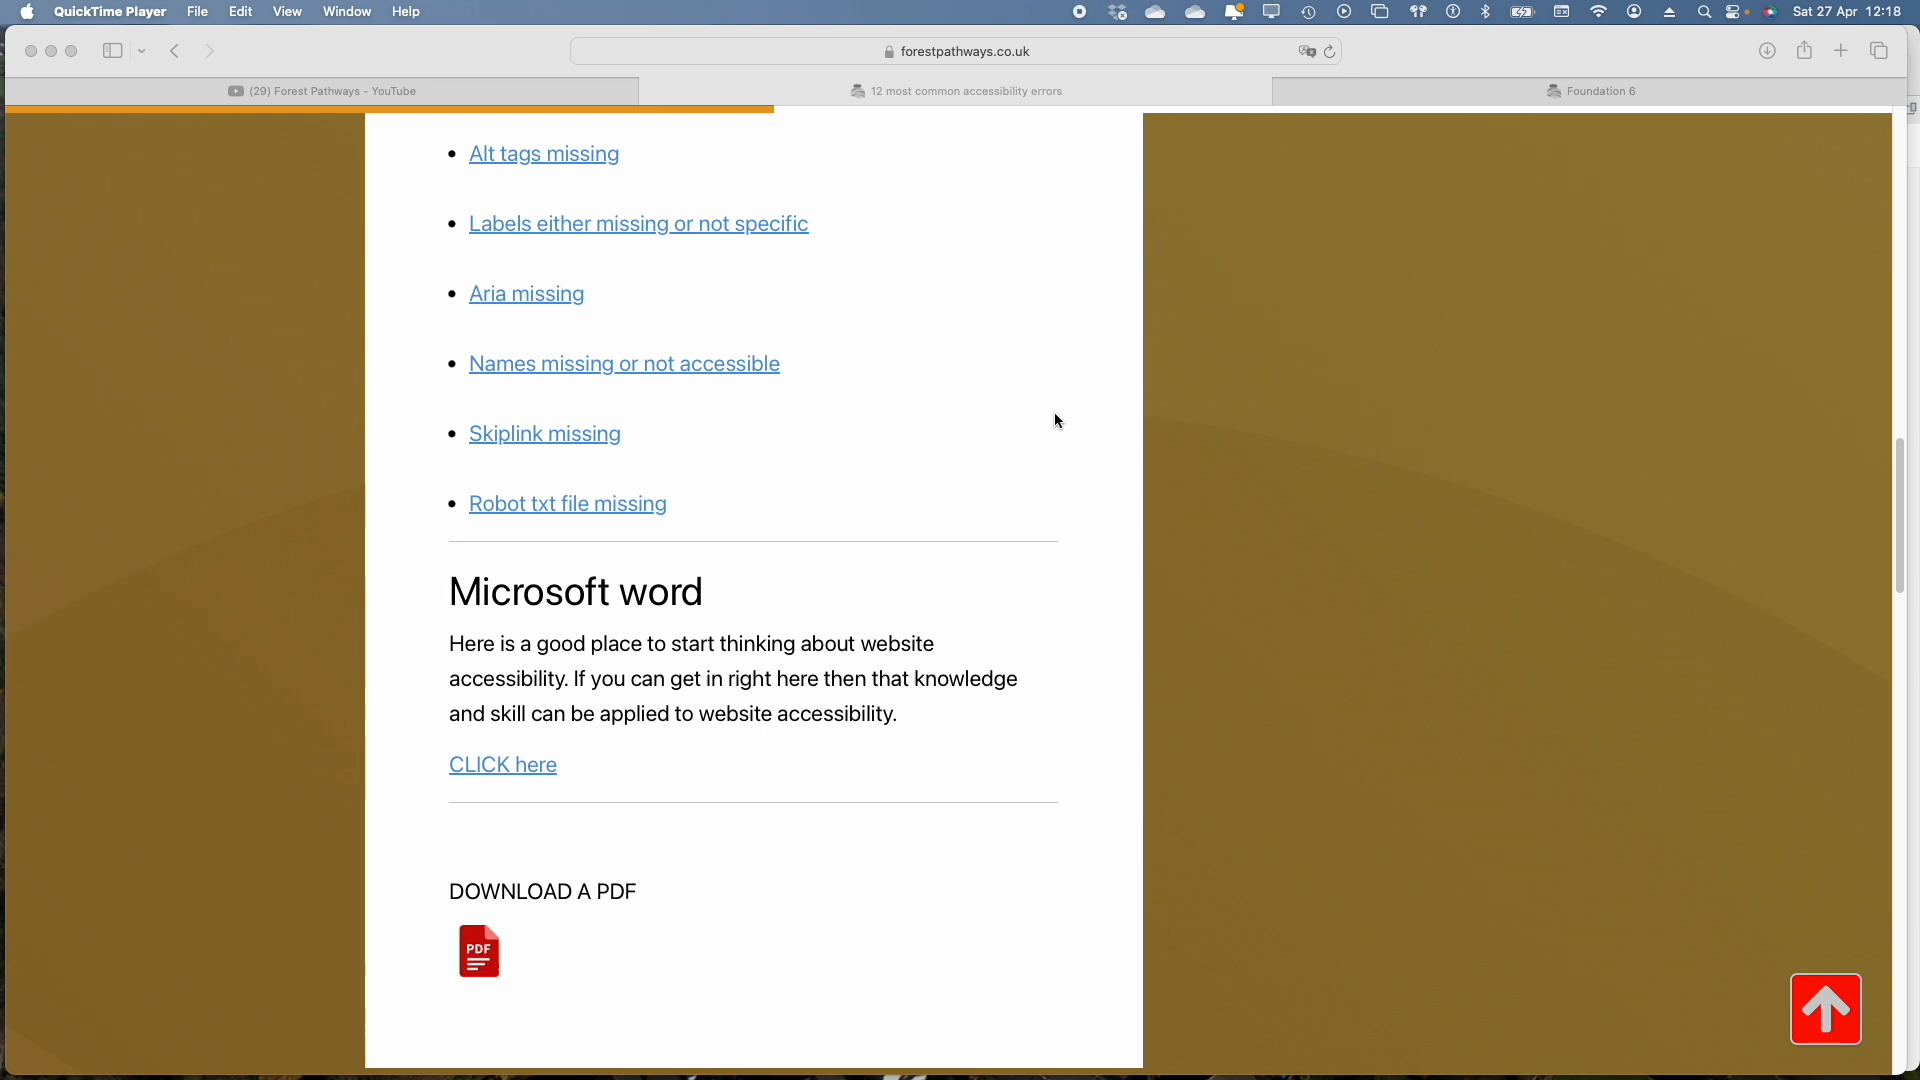 QuickTime Player File Edit View Window Help Sat 27 Apr 12:18
forestpathways.co.uk
(29) Forest Pathways - YouTube
12 most common accessibility errors
Foundation 6
Alt tags missing
Labels either missing or not specific
Aria missing
Names missing or not accessible
Skiplink missing
Robot txt file missing
Microsoft word
Here is a good place to start thinking about website
accessibility. If you can get in right here then that knowledge
and skill can be applied to website accessibility.
CLICK here
DOWNLOAD A PDF
PDF